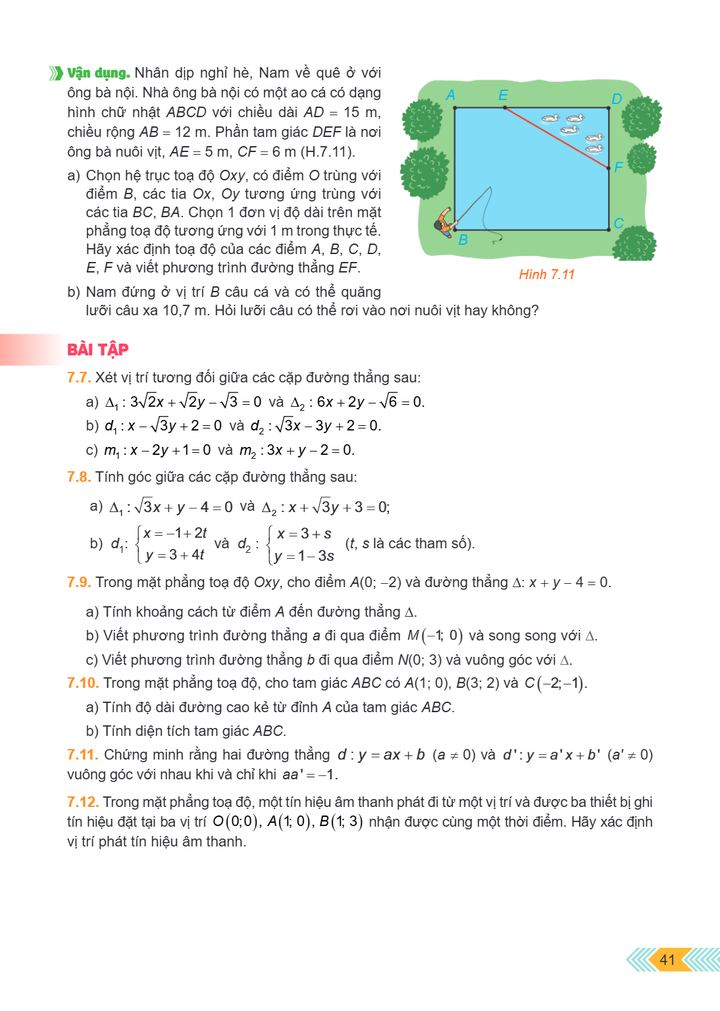 Vận dụng. Nhân dịp nghỉ hè, Nam về quê ở với
ông bà nội. Nhà ông bà nội có một ao cá có dạng
hình chữ nhật ABCD với chiều dài AD = 15 m,
chiều rộng AB = 12 m. Phần tam giác DEF là nơi
ông bà nuôi vịt, AE = 5 m, CF = 6 m (H.7.11).
a) Chọn hệ trục toạ độ Oxy, có điểm O trùng với
điểm B, các tia Ox, Oy tương ứng trùng với
các tia BC, BA. Chọn 1 đơn vị độ dài trên mặt
phẳng toạ độ tương ứng với 1 m trong thực tế.
Hãy xác định toạ độ của các điểm A, B, C, D,
E, F và viết phương trình đường thẳng EF.
b) Nam đứng ở vị trí B câu cá và có thể quăng
lưỡi câu xa 10,7 m. Hỏi lưỡi câu có thể rơi vào nơi nuôi vịt hay không?
A E D
F
B C
Hình 7.11
BÀI TẬP
7.7. Xét vị trí tương đối giữa các cặp đường thẳng sau:
a) Δ₁ : 3√2x + √2y − √3 = 0 và Δ₂ : 6x + 2y − √6 = 0.
b) d₁ : x − √3y + 2 = 0 và d₂ : √3x − 3y + 2 = 0.
c) m₁ : x − 2y + 1 = 0 và m₂ : 3x + y − 2 = 0.
7.8. Tính góc giữa các cặp đường thẳng sau:
a) Δ₁ : √3x + y − 4 = 0 và Δ₂ : x + √3y + 3 = 0;
b) d₁: { x = −1 + 2t y = 3 + 4t và d₂ : { x = 3 + s y = 1 − 3s (t, s là các tham số).
7.9. Trong mặt phẳng toạ độ Oxy, cho điểm A(0; −2) và đường thẳng Δ: x + y − 4 = 0.
a) Tính khoảng cách từ điểm A đến đường thẳng Δ.
b) Viết phương trình đường thẳng a đi qua điểm M(−1; 0) và song song với Δ.
c) Viết phương trình đường thẳng b đi qua điểm N(0; 3) và vuông góc với Δ.
7.10. Trong mặt phẳng toạ độ, cho tam giác ABC có A(1; 0), B(3; 2) và C(−2;−1).
a) Tính độ dài đường cao kẻ từ đỉnh A của tam giác ABC.
b) Tính diện tích tam giác ABC.
7.11. Chứng minh rằng hai đường thẳng d : y = ax + b (a ≠ 0) và d' : y = a'x + b' (a' ≠ 0)
vuông góc với nhau khi và chỉ khi aa' = −1.
7.12. Trong mặt phẳng toạ độ, một tín hiệu âm thanh phát đi từ một vị trí và được ba thiết bị ghi
tín hiệu đặt tại ba vị trí O(0;0), A(1; 0), B(1; 3) nhận được cùng một thời điểm. Hãy xác định
vị trí phát tín hiệu âm thanh.
41